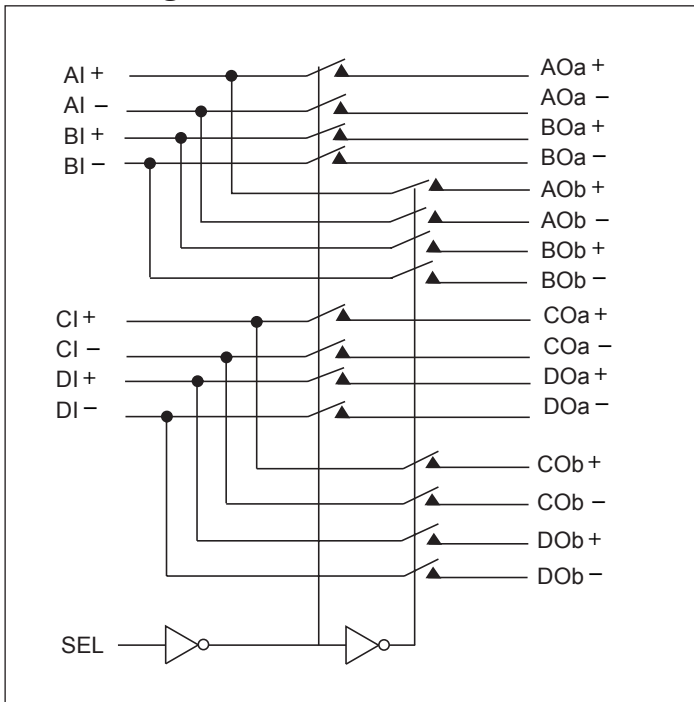 AI + AOa +
AI – AOa –
BI + BOa +
BI – BOa –
AOb +
AOb –
BOb +
BOb –
CI + COa +
CI – COa –
DI + DOa +
DI – DOa –
COb +
COb –
DOb +
DOb –
SEL